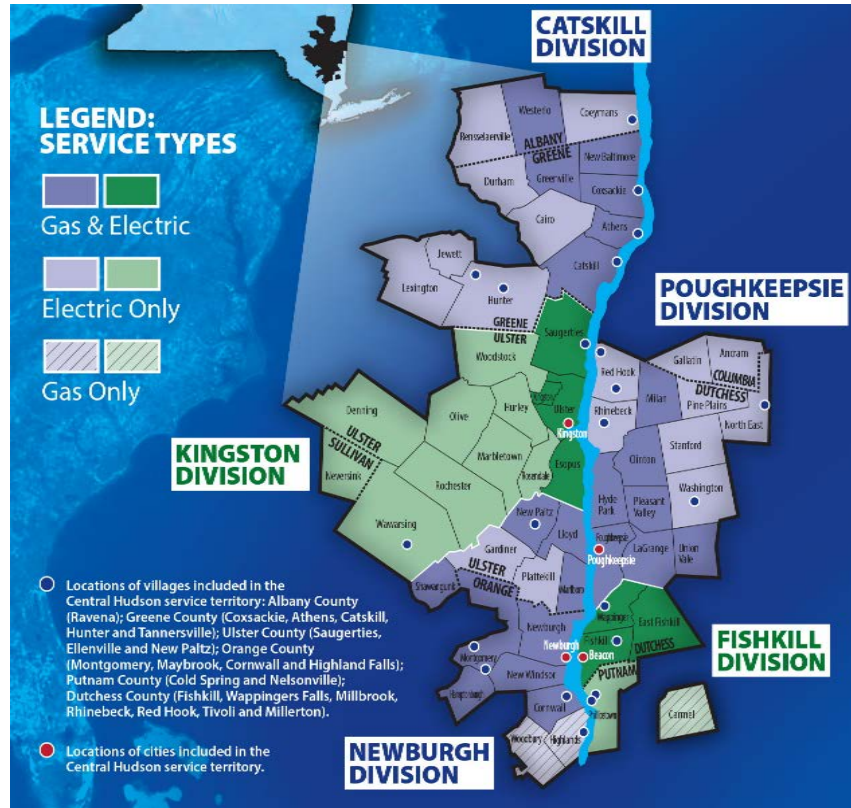 CATSKILL
DIVISION
LEGEND:
SERVICE TYPES
Gas & Electric
Electric Only
Gas Only
Westerlo
Coeymans
Rensselaerville
ALBANY
GREENE
New Baltimore
Durham
Greenville
Coxsackie
Cairo
Athens
Catskill
Jewett
Lexington
Hunter
GREENE
ULSTER
POUGHKEEPSIE
DIVISION
Saugerties
Woodstock
Gallatin
Ancram
COLUMBIA
DUTCHESS
Red Hook
Milan
Pine Plains
Rhinebeck
North East
Denning
Olive
Hurley
Ulster
Kingston
Stanford
ULSTER
SULLIVAN
KINGSTON
DIVISION
Marbletown
Esopus
Clinton
Neversink
Rochester
Rosendale
Washington
Hyde
Park
Pleasant
Valley
Wawarsing
New Paltz
Lloyd
Poughkeepsie
Poughkeepsie
LaGrange
Union
Vale
Gardiner
ULSTER
ORANGE
Plattekill
Marlboro
Shawangunk
Locations of villages included in the
Central Hudson service territory: Albany County
(Ravena); Greene County (Coxsackie, Athens, Catskill,
Hunter and Tannersville); Ulster County (Saugerties,
Ellenville and New Paltz); Orange County
(Montgomery, Maybrook, Cornwall and Highland Falls);
Putnam County (Cold Spring and Nelsonville);
Dutchess County (Fishkill, Wappingers Falls, Millbrook,
Rhinebeck, Red Hook, Tivoli and Millerton).
Wappinger
East Fishkill
Newburgh
Fishkill
DUTCHESS
FISHKILL
DIVISION
Newburgh
Beacon
Montgomery
New Windsor
PUTNAM
Hamptonburgh
Cornwall
Philipstown
Carmel
Woodbury
Highlands
Locations of cities included in the
Central Hudson service territory.
NEWBURGH
DIVISION